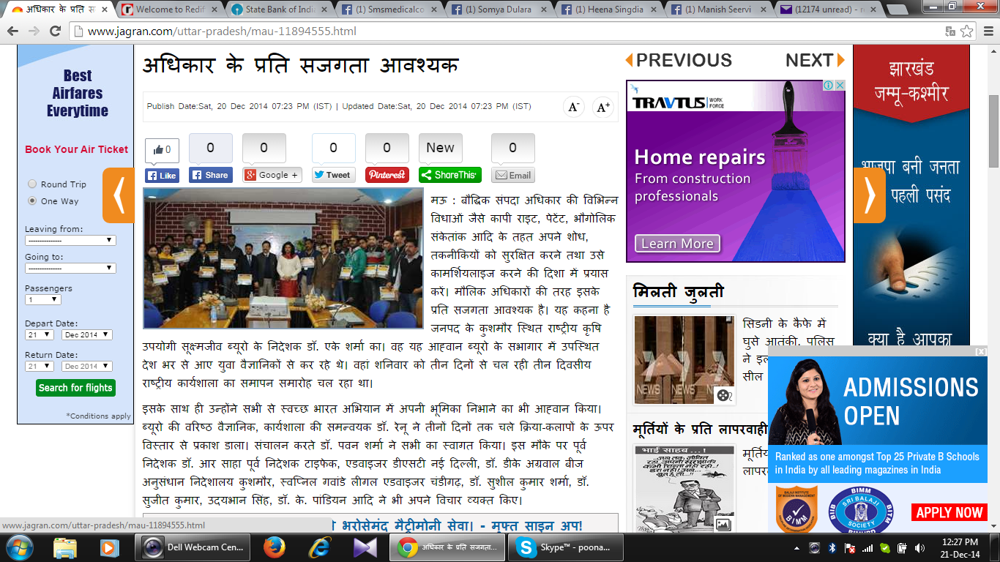 अधिकार के प्रति स
Welcome to Redif
State Bank of Indi
(1) Smsmedicalco
(1) Somya Dulara
(1) Heena Singdia
(1) Manish Seervi
(12174 unread) - r
www.jagran.com/uttar-pradesh/mau-11894555.html
Best
Airfares
Everytime
Book Your Air Ticket
Round Trip
One Way
Leaving from:
---------------
Going to:
---------------
Passengers
1
Depart Date:
21 Dec 2014
Return Date:
21 Dec 2014
Search for flights
*Conditions apply
अधिकार के प्रति सजगता आवश्यक
Publish Date:Sat, 20 Dec 2014 07:23 PM (IST) | Updated Date:Sat, 20 Dec 2014 07:23 PM (IST)
A- A+
0 0 0 0 0 New 0
Like Share Google + Tweet Pinterest ShareThis Email
मऊ : बौद्धिक संपदा अधिकार की विभिन्न
विधाओं जैसे कापी राइट, पेटेंट, भौगोलिक
संकेतांक आदि के तहत अपने शोध,
तकनीकियों को सुरक्षित करने तथा उसे
कामर्शियलाइज करने की दिशा में प्रयास
करें। मौलिक अधिकारों की तरह इसके
प्रति सजगता आवश्यक है। यह कहना है
जनपद के कुशमौर स्थित राष्ट्रीय कृषि
उपयोगी सूक्ष्मजीव ब्यूरो के निदेशक डॉ. एके शर्मा का। वह यह आह्वान ब्यूरो के सभागार में उपस्थित
देश भर से आए युवा वैज्ञानिकों से कर रहे थे। वहां शनिवार को तीन दिनों से चल रही तीन दिवसीय
राष्ट्रीय कार्यशाला का समापन समारोह चल रहा था।
इसके साथ ही उन्होंने सभी से स्वच्छ भारत अभियान में अपनी भूमिका निभाने का भी आह्वान किया।
ब्यूरो की वरिष्ठ वैज्ञानिक, कार्यशाला की समन्वयक डॉ. रेनू ने तीनों दिनों तक चले क्रिया-कलापों के ऊपर
विस्तार से प्रकाश डाला। संचालन करते डॉ. पवन शर्मा ने सभी का स्वागत किया। इस मौके पर पूर्व
निदेशक डॉ. आर साहा पूर्व निदेशक टाइफेक, एडवाइजर डीएसटी नई दिल्ली, डॉ. डीके अग्रवाल बीज
अनुसंधान निदेशालय कुशमौर, स्वप्निल गवांडे लीगल एडवाइजर चंडीगढ़, डॉ. सुशील कुमार शर्मा, डॉ.
सुजीत कुमार, उदयभान सिंह, डॉ. के. पांडियन आदि ने भी अपने विचार व्यक्त किए।
भरोसेमंद मैट्रीमोनी सेवा। - मुफ्त साइन अप!
PREVIOUS NEXT
TRAVTUS WORK
FORCE
Home repairs
From construction
professionals
Learn More
मिलती जुलती
सिडनी के कैफे में
घुसे आतंकी, पुलिस
ने
सील
NEWS NEWS
मूर्तियों के प्रति लापरवाही
भाई साहब...!
झारखंड
जम्मू-कश्मीर
भाजपा बनी जनता
पहली पसंद
क्या है आपका
[X]
ADMISSIONS
OPEN
Ranked as one amongst Top 25 Private B Schools
in India by all leading magazines in India
BALAJI INSTITUTE
OF MODERN MANAGEMENT
BIMM
BIMM
SRI BALAJI
SOCIETY
BIIB
BITM
BIMHRD
APPLY NOW
www.jagran.com/uttar-pradesh/mau-11894555.html
Dell Webcam Cen...
अधिकार के प्रति सजगता...
Skype™ - poona...
12:27 PM
21-Dec-14